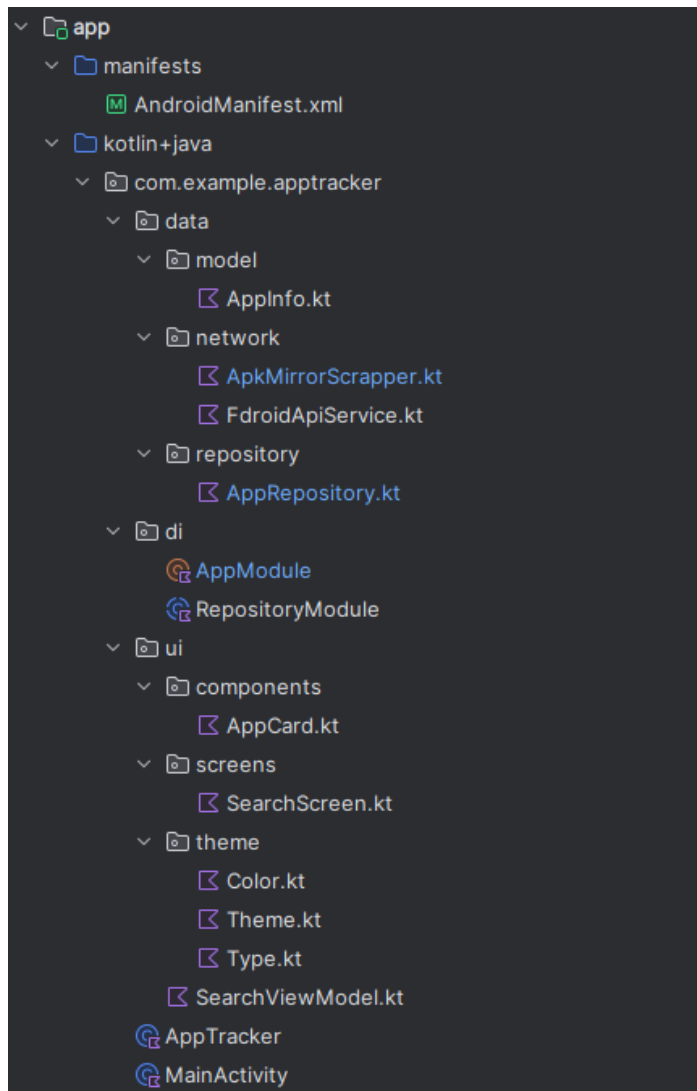 app
manifests
AndroidManifest.xml
kotlin+java
com.example.apptracker
data
model
AppInfo.kt
network
ApkMirrorScrapper.kt
FdroidApiService.kt
repository
AppRepository.kt
di
AppModule
RepositoryModule
ui
components
AppCard.kt
screens
SearchScreen.kt
theme
Color.kt
Theme.kt
Type.kt
SearchViewModel.kt
AppTracker
MainActivity